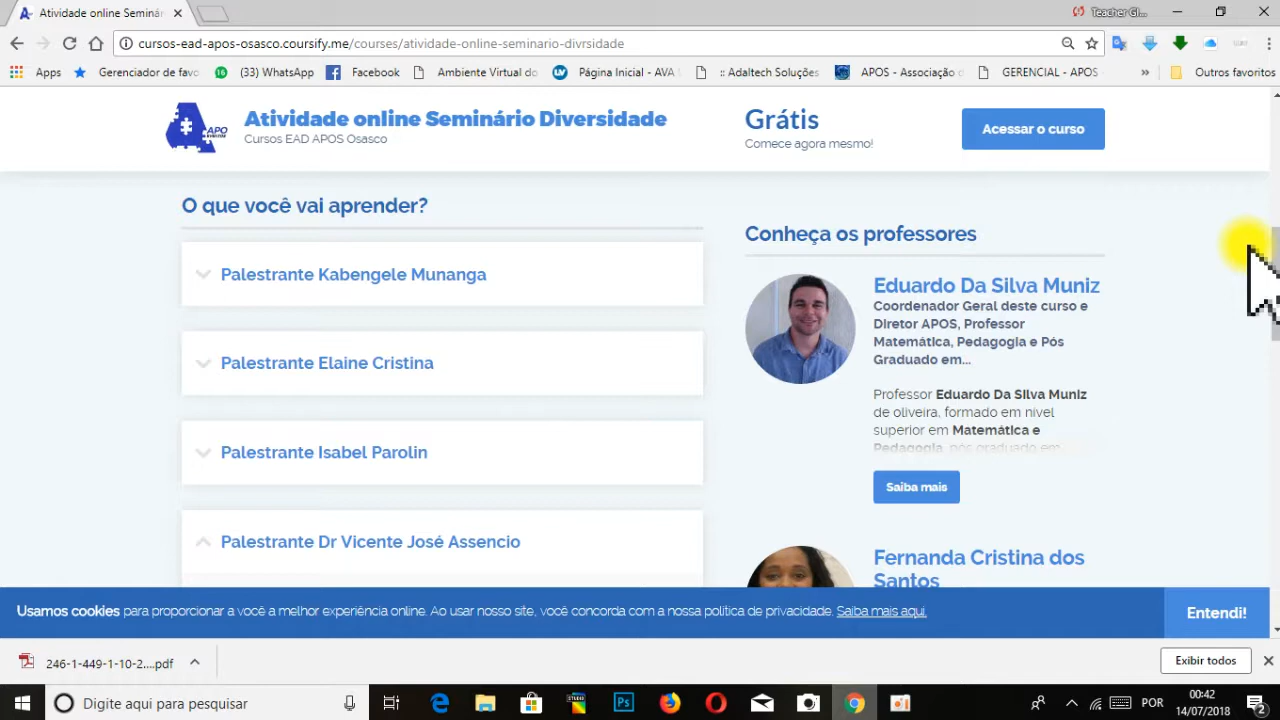 Atividade online Seminár
Teacher Gl...
cursos-ead-apos-osasco.coursify.me/courses/atividade-online-seminario-divrsidade
Apps
Gerenciador de favo
(33) WhatsApp
Facebook
Ambiente Virtual do
Página Inicial - AVA
:: Adaltech Soluções
APOS - Associação
GERENCIAL - APOS
»
Outros favoritos
APO
Atividade online Seminário Diversidade
Cursos EAD APOS Osasco
Grátis
Comece agora mesmo!
Acessar o curso
O que você vai aprender?
Palestrante Kabengele Munanga
Palestrante Elaine Cristina
Palestrante Isabel Parolin
Palestrante Dr Vicente José Assencio
Conheça os professores
Eduardo Da Silva Muniz
Coordenador Geral deste curso e
Diretor APOS, Professor
Matemática, Pedagogia e Pós
Graduado em...
Professor Eduardo Da Silva Muniz
de oliveira, formado em nível
superior em Matemática e
Pedagogia, pós graduado em
Saiba mais
Fernanda Cristina dos
Santos
Usamos cookies para proporcionar a você a melhor experiência online. Ao usar nosso site, você concorda com a nossa política de privacidade. Saiba mais aqui.
Entendi!
246-1-449-1-10-2....pdf
Exibir todos
Digite aqui para pesquisar
POR
00:42
14/07/2018
2